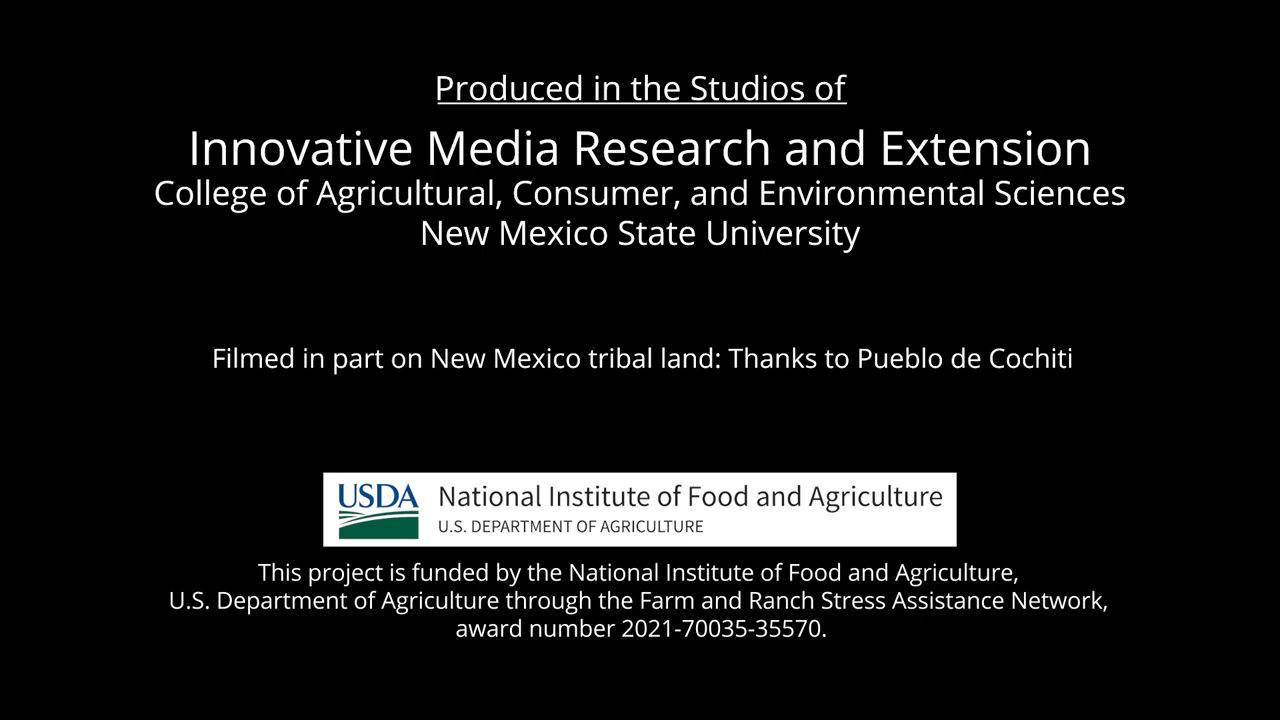 Produced in the Studios of
Innovative Media Research and Extension
College of Agricultural, Consumer, and Environmental Sciences
New Mexico State University
Filmed in part on New Mexico tribal land: Thanks to Pueblo de Cochiti
USDA National Institute of Food and Agriculture
U.S. DEPARTMENT OF AGRICULTURE
This project is funded by the National Institute of Food and Agriculture,
U.S. Department of Agriculture through the Farm and Ranch Stress Assistance Network,
award number 2021-70035-35570.